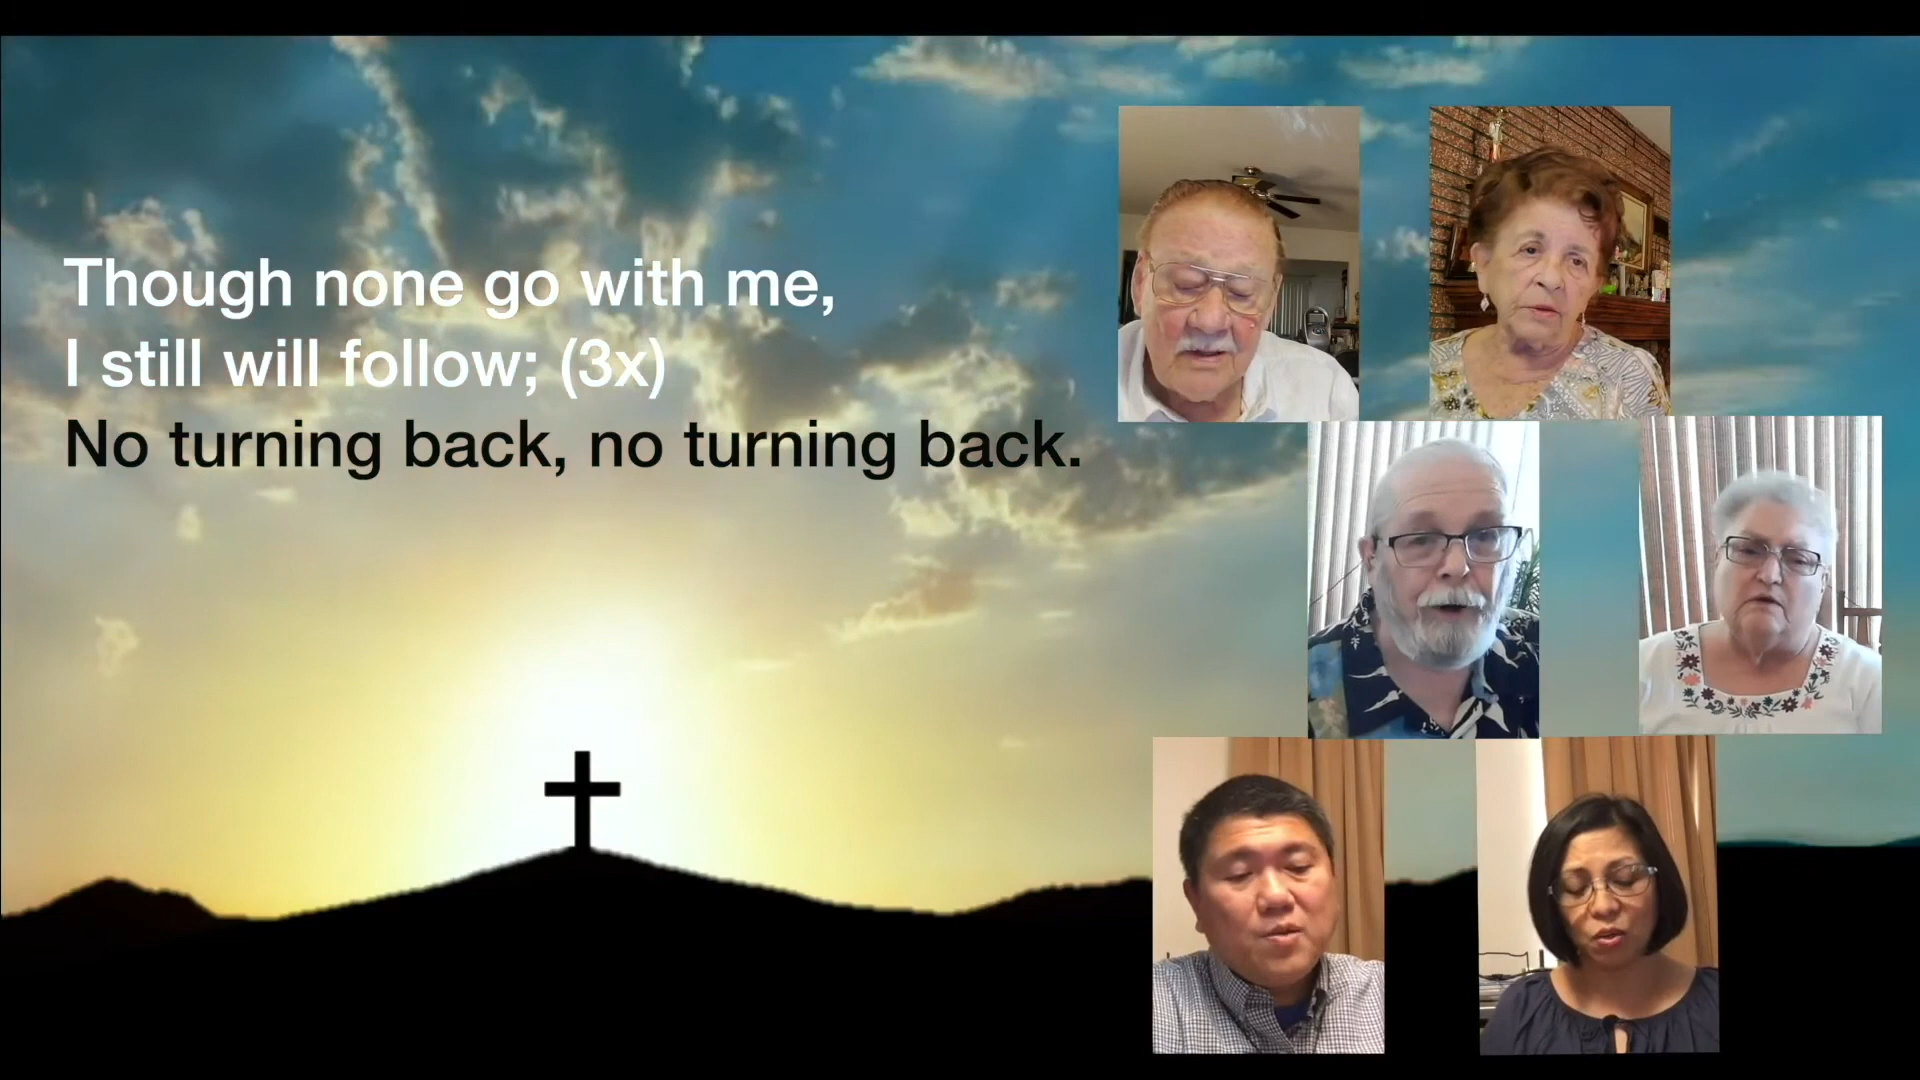 Though none go with me,
I still will follow; (3x)
No turning back, no turning back.